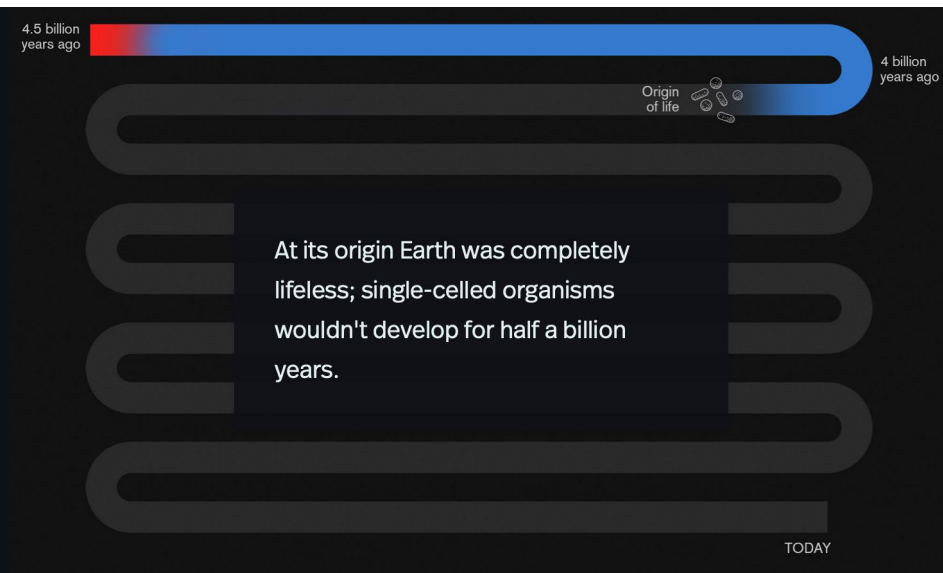 4.5 billion
years ago
4 billion
years ago
Origin
of life
At its origin Earth was completely
lifeless; single-celled organisms
wouldn't develop for half a billion
years.
TODAY